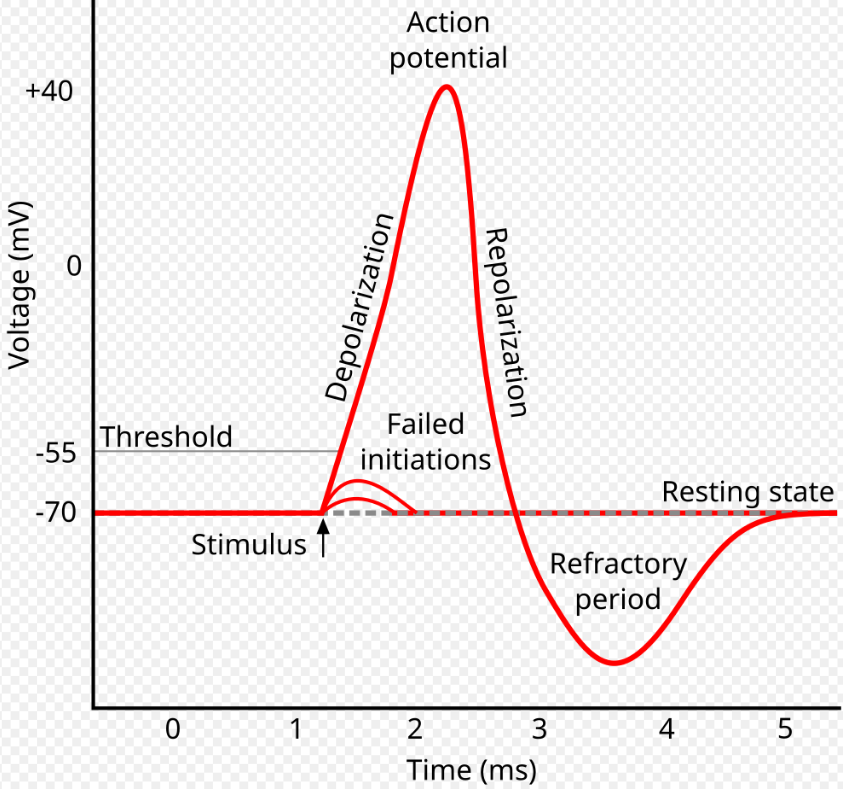 Action
potential
+40
Voltage (mV)
0
Depolarization
Repolarization
Failed
initiations
Threshold
-55
Resting state
-70
Stimulus
Refractory
period
0 1 2 3 4 5
Time (ms)